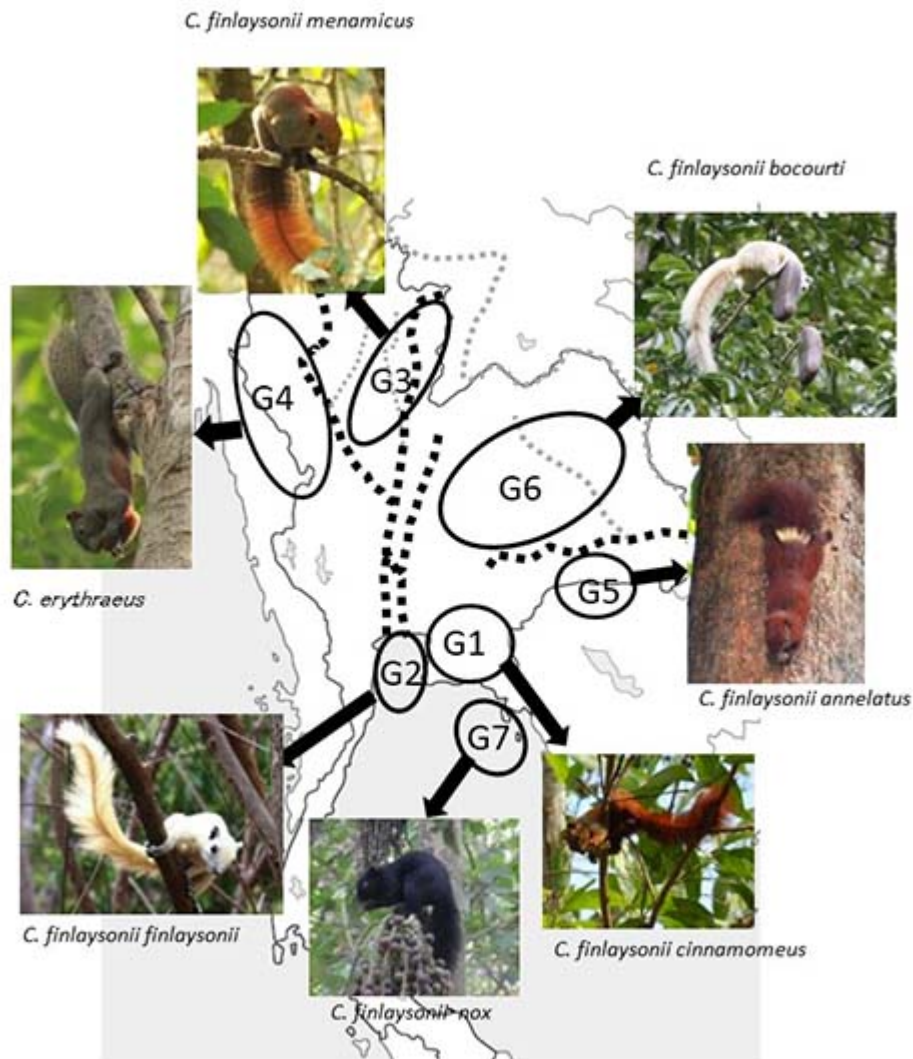 C. finlaysonii menamicus
C. finlaysonii bocourti
G3
G4
G6
C. erythraeus
G5
G1
G2
C. finlaysonii annelatus
G7
C. finlaysonii finlaysonii
C. finlaysonii cinnamomeus
C. finlaysonii nox